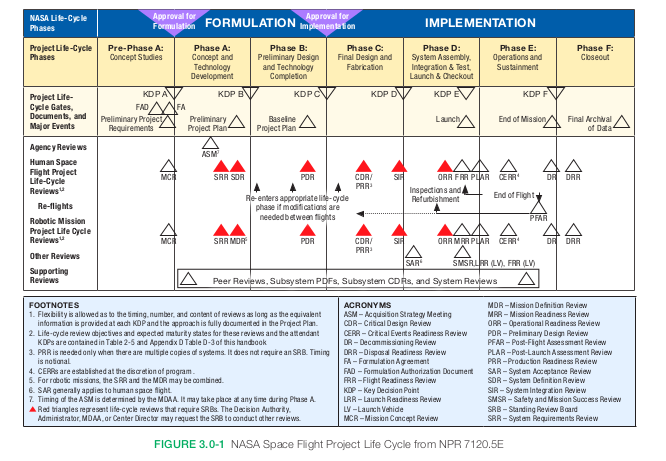 NASA Life-Cycle Phases
Approval for Formulation
FORMULATION
Approval for Implementation
IMPLEMENTATION
Project Life-Cycle Phases
Pre-Phase A: Concept Studies
Phase A: Concept and Technology Development
Phase B: Preliminary Design and Technology Completion
Phase C: Final Design and Fabrication
Phase D: System Assembly, Integration & Test, Launch & Checkout
Phase E: Operations and Sustainment
Phase F: Closeout
Project Life-Cycle Gates, Documents, and Major Events
KDP A
KDP B
KDP C
KDP D
KDP E
KDP F
FAD
FA
Preliminary Project Requirements
Preliminary Project Plan
Baseline Project Plan
Launch
End of Mission
Final Archival of Data
Agency Reviews
ASM7
Human Space Flight Project Life-Cycle Reviews1,2
MCR
SRR
SDR
PDR
CDR/ PRR3
SIR
ORR
FRR
PLAR
CERR4
DR
DRR
Re-flights
Re-enters appropriate life-cycle phase if modifications are needed between flights
Inspections and Refurbishment
End of Flight
PFAR
Robotic Mission Project Life Cycle Reviews1,2
MCR
SRR
MDR5
PDR
CDR/ PRR3
SIR
ORR
MRR
PLAR
CERR4
DR
DRR
Other Reviews
SAR6
SMSR,LRR (LV), FRR (LV)
Supporting Reviews
Peer Reviews, Subsystem PDFs, Subsystem CDRs, and System Reviews
FOOTNOTES
1. Flexibility is allowed as to the timing, number, and content of reviews as long as the equivalent
information is provided at each KDP and the approach is fully documented in the Project Plan.
2. Life-cycle review objectives and expected maturity states for these reviews and the attendant
KDPs are contained in Table 2-5 and Appendix D Table D-3 of this handbook
3. PRR is needed only when there are multiple copies of systems. It does not require an SRB. Timing
is notional.
4. CERRs are established at the discretion of program .
5. For robotic missions, the SRR and the MDR may be combined.
6. SAR generally applies to human space flight.
7. Timing of the ASM is determined by the MDAA. It may take place at any time during Phase A.
Red triangles represent life-cycle reviews that require SRBs. The Decision Authority,
Administrator, MDAA, or Center Director may request the SRB to conduct other reviews.
ACRONYMS
ASM – Acquisition Strategy Meeting
CDR – Critical Design Review
CERR – Critical Events Readiness Review
DR – Decommissioning Review
DRR – Disposal Readiness Review
FA – Formulation Agreement
FAD – Formulation Authorization Document
FRR – Flight Readiness Review
KDP – Key Decision Point
LRR – Launch Readiness Review
LV – Launch Vehicle
MCR – Mission Concept Review
MDR – Mission Definition Review
MRR – Mission Readiness Review
ORR – Operational Readiness Review
PDR – Preliminary Design Review
PFAR – Post-Flight Assessment Review
PLAR – Post-Launch Assessment Review
PRR – Production Readiness Review
SAR – System Acceptance Review
SDR – System Definition Review
SIR – System Integration Review
SMSR – Safety and Mission Success Review
SRB – Standing Review Board
SRR – System Requirements Review
FIGURE 3.0-1 NASA Space Flight Project Life Cycle from NPR 7120.5E